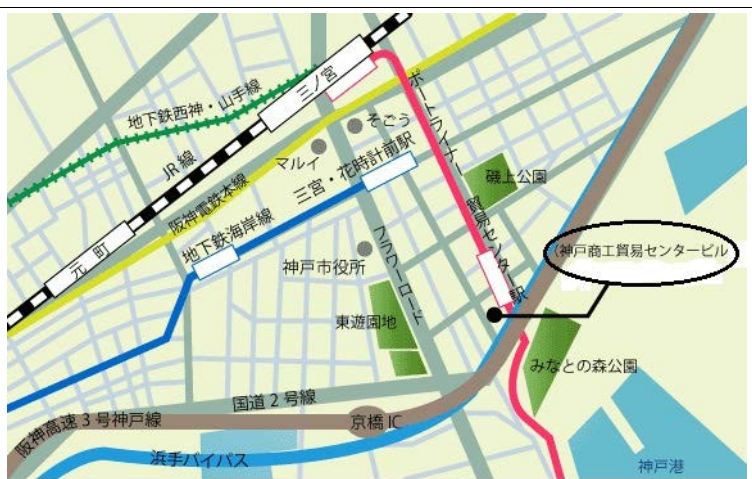 三ノ宮
地下鉄西神・山手線
そごう
マルイ
JR線
ポートライナー
三宮・花時計前駅
磯上公園
阪神電鉄本線
貿易センター駅
地下鉄海岸線
元町
神戸市役所
フラワーロード
(神戸商工貿易センタービル
東遊園地
みなとの森公園
国道2号線
阪神高速3号神戸線
京橋IC
浜手バイパス
神戸港